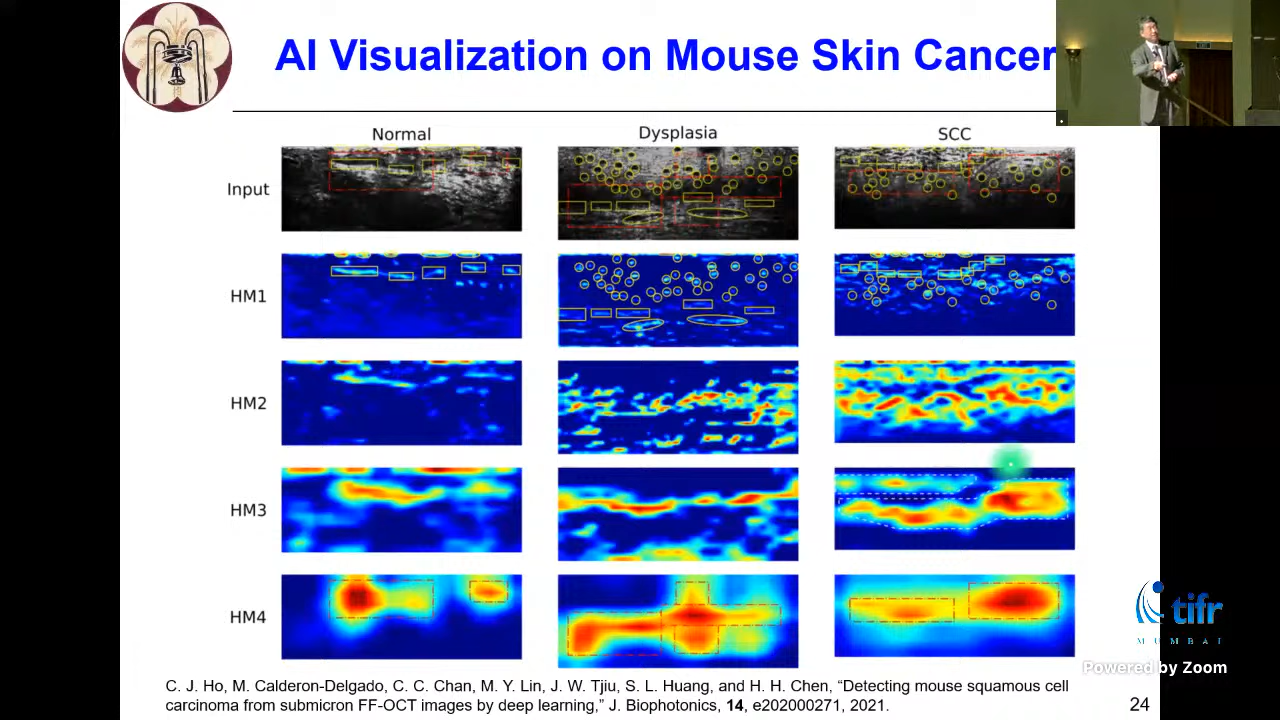 AI Visualization on Mouse Skin Cancer
Normal
Dysplasia
SCC
Input
HM1
HM2
HM3
HM4
tifr
MUMBAI
Powered by Zoom
C. J. Ho, M. Calderon-Delgado, C. C. Chan, M. Y. Lin, J. W. Tjiu, S. L. Huang, and H. H. Chen, “Detecting mouse squamous cell
carcinoma from submicron FF-OCT images by deep learning,” J. Biophotonics, 14, e202000271, 2021.
24